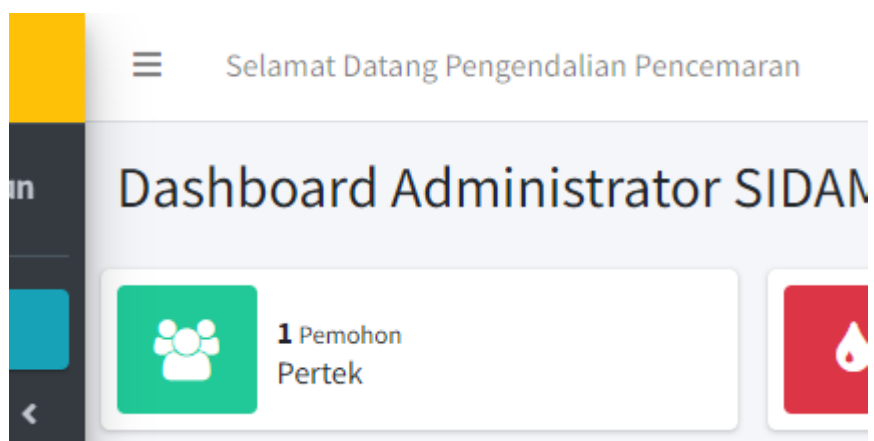 Selamat Datang Pengendalian Pencemaran
Dashboard Administrator SIDAM
1 Pemohon
Pertek